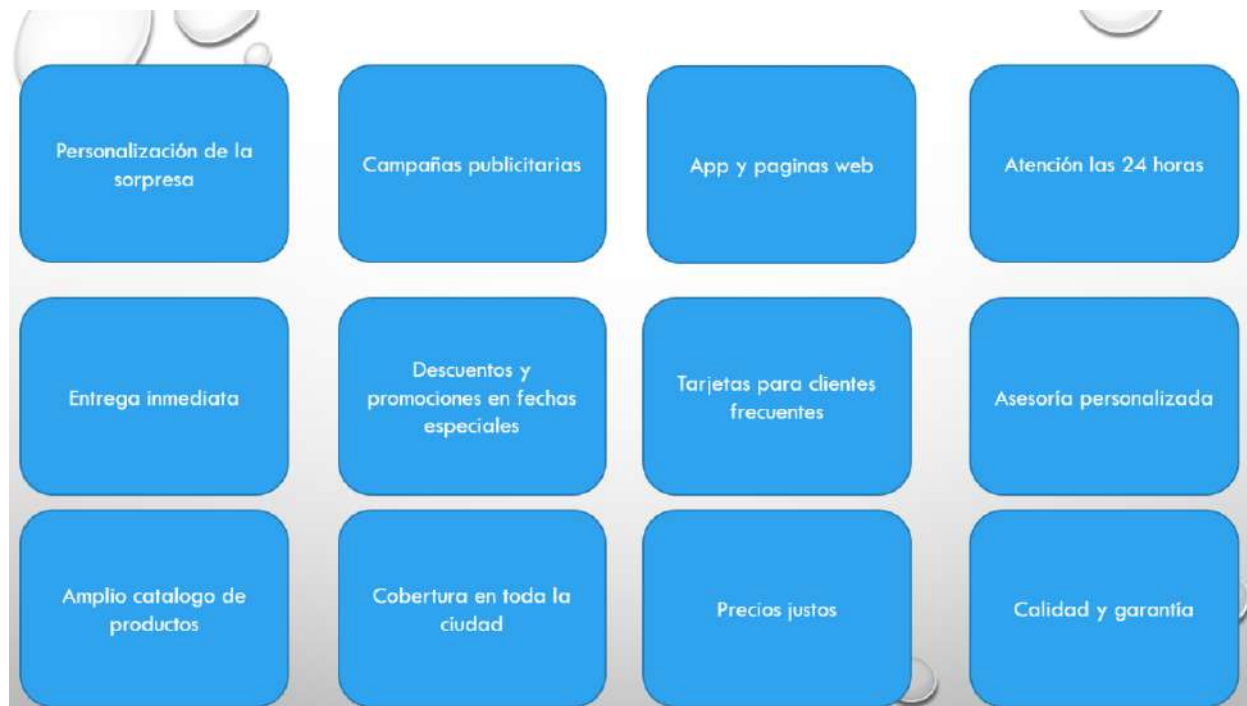 Personalización de la
sorpresa
Campañas publicitarias
App y paginas web
Atención las 24 horas
Entrega inmediata
Descuentos y
promociones en fechas
especiales
Tarjetas para clientes
frecuentes
Asesoría personalizada
Amplio catalogo de
productos
Cobertura en toda la
ciudad
Precios justos
Calidad y garantía